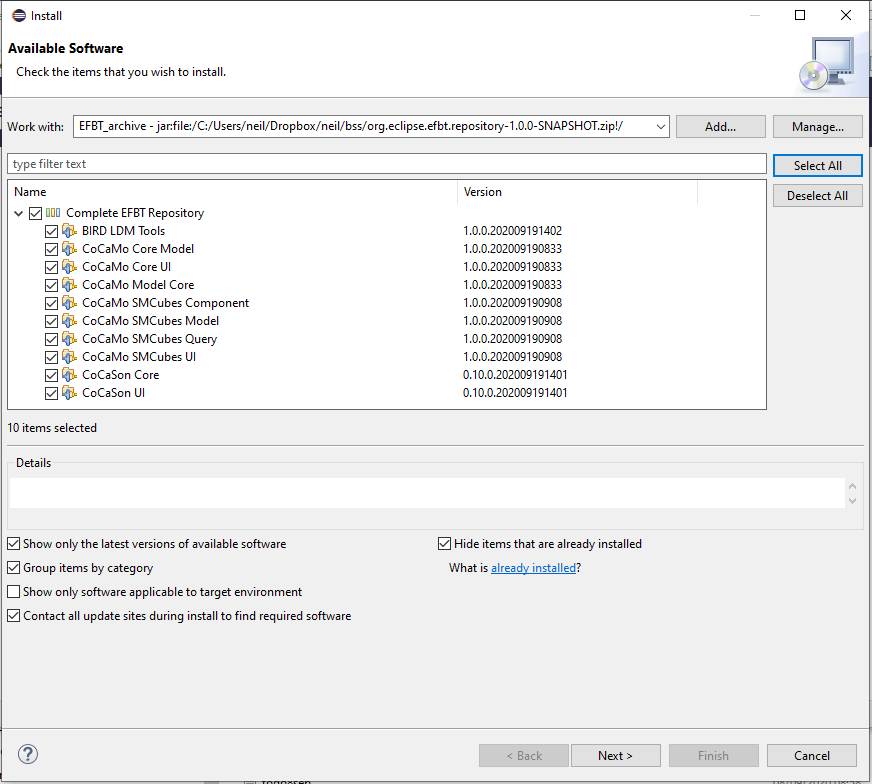 Install
Available Software
Check the items that you wish to install.
Work with: EFBT_archive - jar:file:/C:/Users/neil/Dropbox/neil/bss/org.eclipse.efbt.repository-1.0.0-SNAPSHOT.zip!/ Add... Manage...
type filter text Select All
Name Version Deselect All
Complete EFBT Repository
BIRD LDM Tools 1.0.0.202009191402
CoCaMo Core Model 1.0.0.202009190833
CoCaMo Core UI 1.0.0.202009190833
CoCaMo Model Core 1.0.0.202009190833
CoCaMo SMCubes Component 1.0.0.202009190908
CoCaMo SMCubes Model 1.0.0.202009190908
CoCaMo SMCubes Query 1.0.0.202009190908
CoCaMo SMCubes UI 1.0.0.202009190908
CoCaSon Core 0.10.0.202009191401
CoCaSon UI 0.10.0.202009191401
10 items selected
Details
Show only the latest versions of available software Hide items that are already installed
Group items by category What is already installed?
Show only software applicable to target environment
Contact all update sites during install to find required software
? < Back Next > Finish Cancel